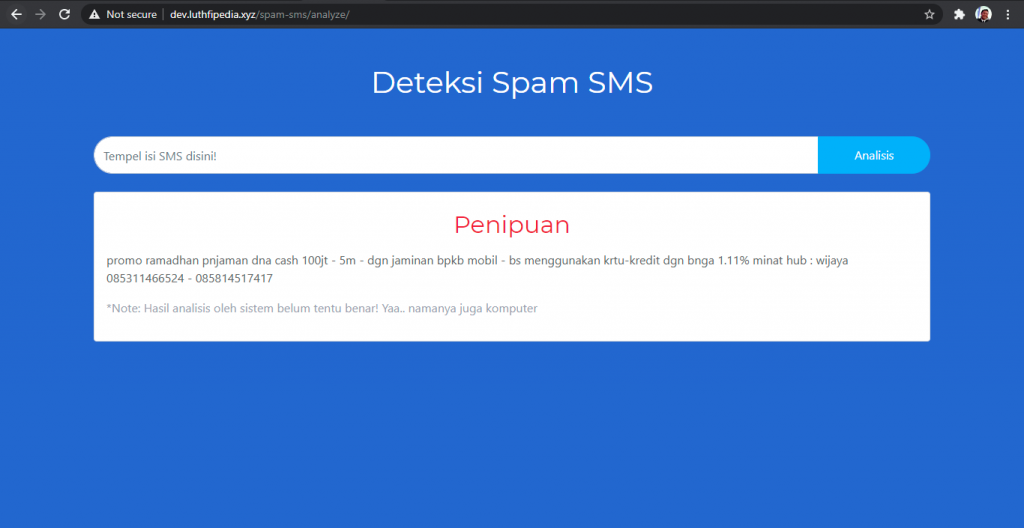 Not secure | dev.luthfipedia.xyz/spam-sms/analyze/
Deteksi Spam SMS
Tempel isi SMS disini!
Analisis
Penipuan
promo ramadhan pnjaman dna cash 100jt - 5m - dgn jaminan bpkb mobil - bs menggunakan krtu-kredit dgn bnga 1.11% minat hub : wijaya
085311466524 - 085814517417
*Note: Hasil analisis oleh sistem belum tentu benar! Yaa.. namanya juga komputer